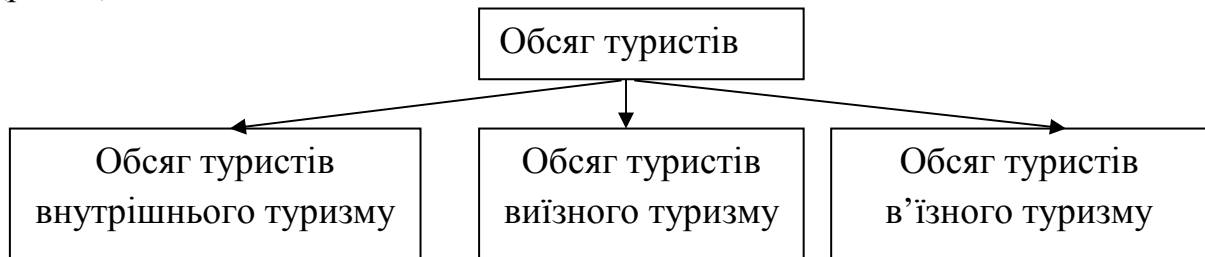 Обсяг туристів
Обсяг туристів
внутрішнього туризму
Обсяг туристів
виїзного туризму
Обсяг туристів
в’їзного туризму